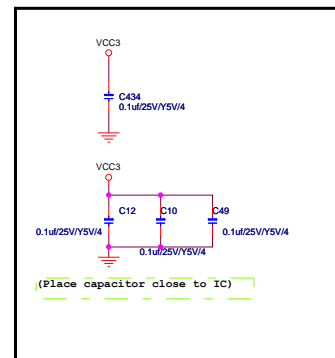 VCC3
C434
0.1uf/25V/Y5V/4
VCC3
C12 C10 C49
0.1uf/25V/Y5V/4 0.1uf/25V/Y5V/4
0.1uf/25V/Y5V/4
(Place capacitor close to IC)